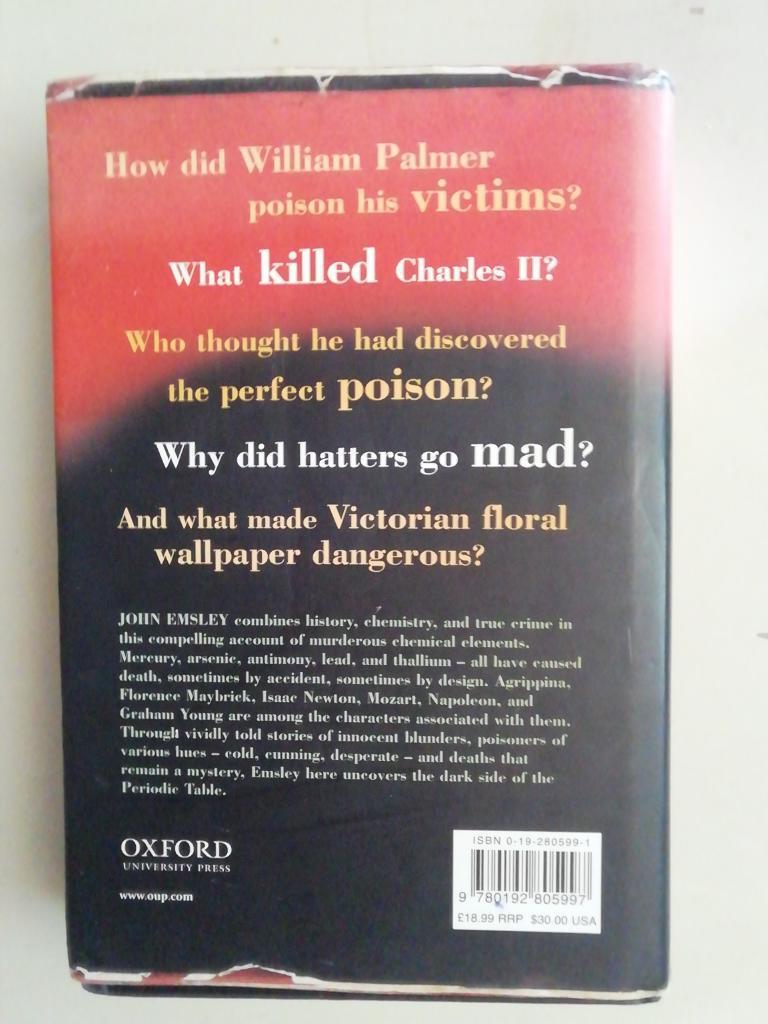 How did William Palmer
poison his victims?
What killed Charles II?
Who thought he had discovered
the perfect poison?
Why did hatters go mad?
And what made Victorian floral
wallpaper dangerous?
JOHN EMSLEY combines history, chemistry, and true crime in
this compelling account of murderous chemical elements.
Mercury, arsenic, antimony, lead, and thallium – all have caused
death, sometimes by accident, sometimes by design. Agrippina,
Florence Maybrick, Isaac Newton, Mozart, Napoleon, and
Graham Young are among the characters associated with them.
Through vividly told stories of innocent blunders, poisoners of
various hues – cold, cunning, desperate – and deaths that
remain a mystery, Emsley here uncovers the dark side of the
Periodic Table.
OXFORD
UNIVERSITY PRESS
www.oup.com
ISBN 0-19-280599-1
9 780192 805997
£18.99 RRP $30.00 USA